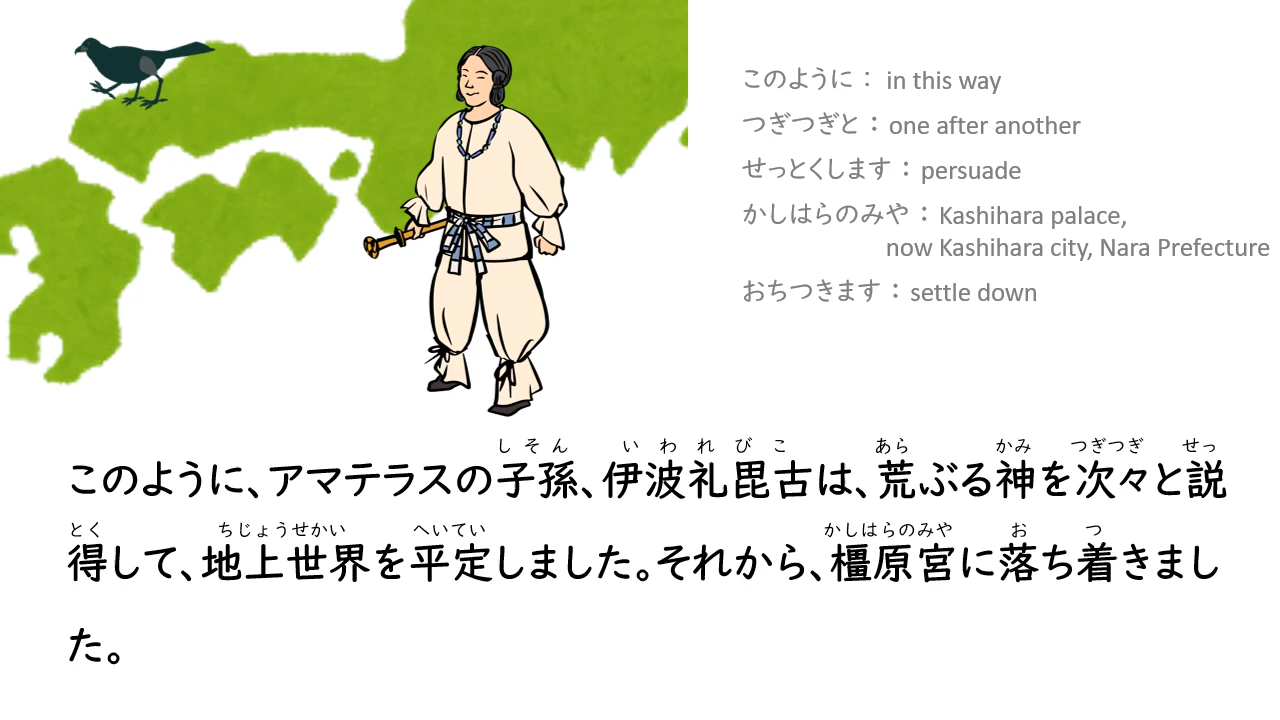 このように： in this way
つぎつぎと：one after another
せっとくします：persuade
かしはらのみや：Kashihara palace,
now Kashihara city, Nara Prefecture
おちつきます：settle down
しそん いわれびこ あら かみ つぎつぎ せっ
このように、アマテラスの子孫、伊波礼毘古は、荒ぶる神を次々と説
とく ちじょうせかい へいてい かしはらのみや お つ
得して、地上世界を平定しました。それから、橿原宮に落ち着きまし
た。